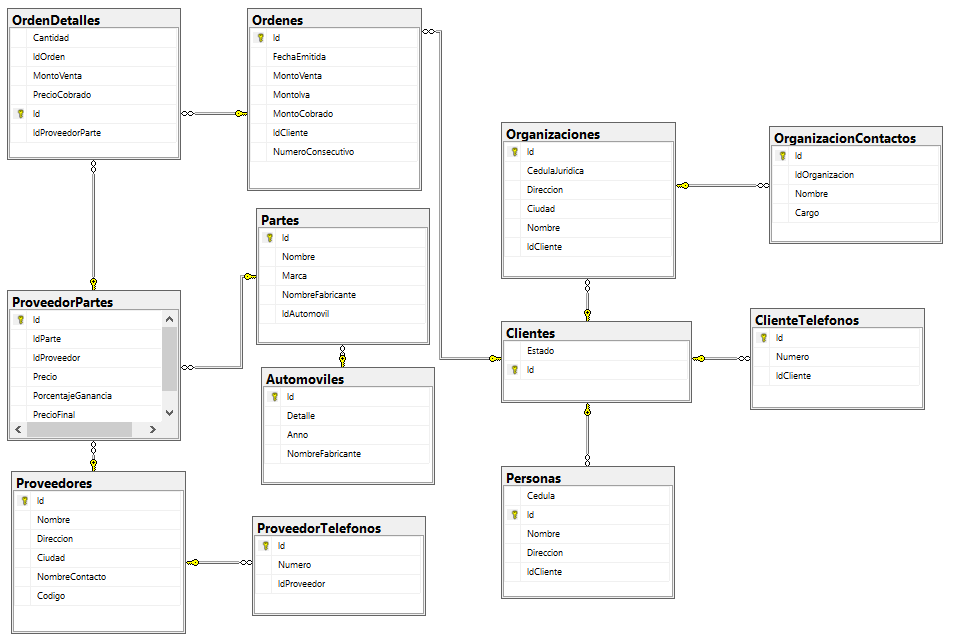 OrdenDetalles
Cantidad
IdOrden
MontoVenta
PrecioCobrado
Id
IdProveedorParte
Ordenes
Id
FechaEmitida
MontoVenta
MontoIva
MontoCobrado
IdCliente
NumeroConsecutivo
Organizaciones
Id
CedulaJuridica
Direccion
Ciudad
Nombre
IdCliente
OrganizacionContactos
Id
IdOrganizacion
Nombre
Cargo
Partes
Id
Nombre
Marca
NombreFabricante
IdAutomovil
ProveedorPartes
Id
IdParte
IdProveedor
Precio
PorcentajeGanancia
PrecioFinal
Clientes
Estado
Id
ClienteTelefonos
Id
Numero
IdCliente
Automoviles
Id
Detalle
Anno
NombreFabricante
Proveedores
Id
Nombre
Direccion
Ciudad
NombreContacto
Codigo
ProveedorTelefonos
Id
Numero
IdProveedor
Personas
Cedula
Id
Nombre
Direccion
IdCliente